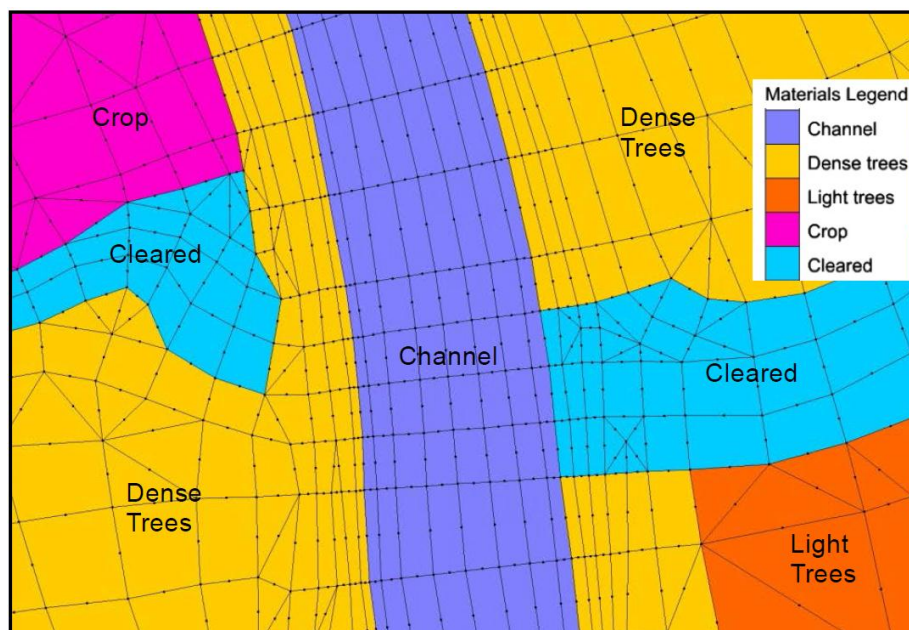 Crop
Dense
Trees
Materials Legend
Channel
Dense trees
Light trees
Crop
Cleared
Cleared
Channel
Cleared
Dense
Trees
Light
Trees